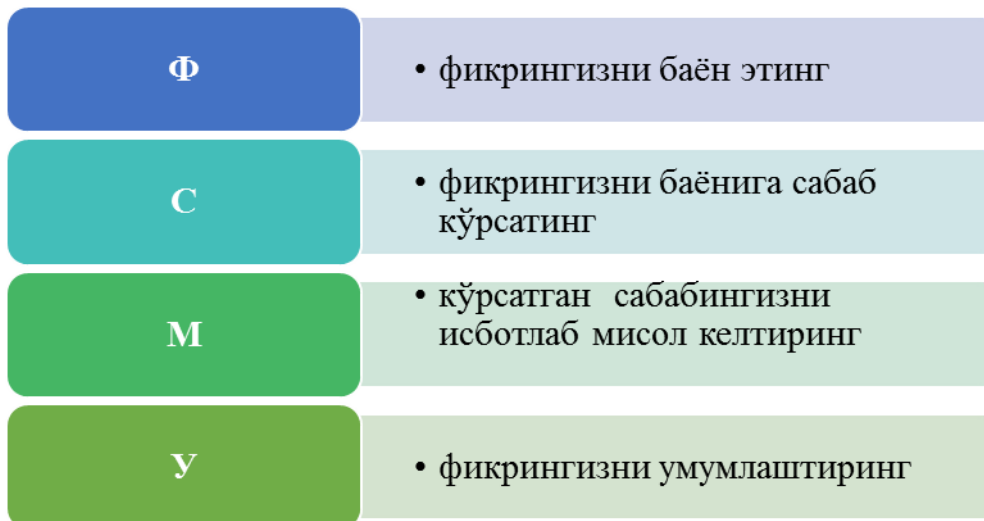 Ф
• фикрингизни баён этинг
С
• фикрингизни баёнига сабаб
кўрсатинг
М
• кўрсатган сабабингизни
исботлаб мисол келтиринг
У
• фикрингизни умумлаштиринг